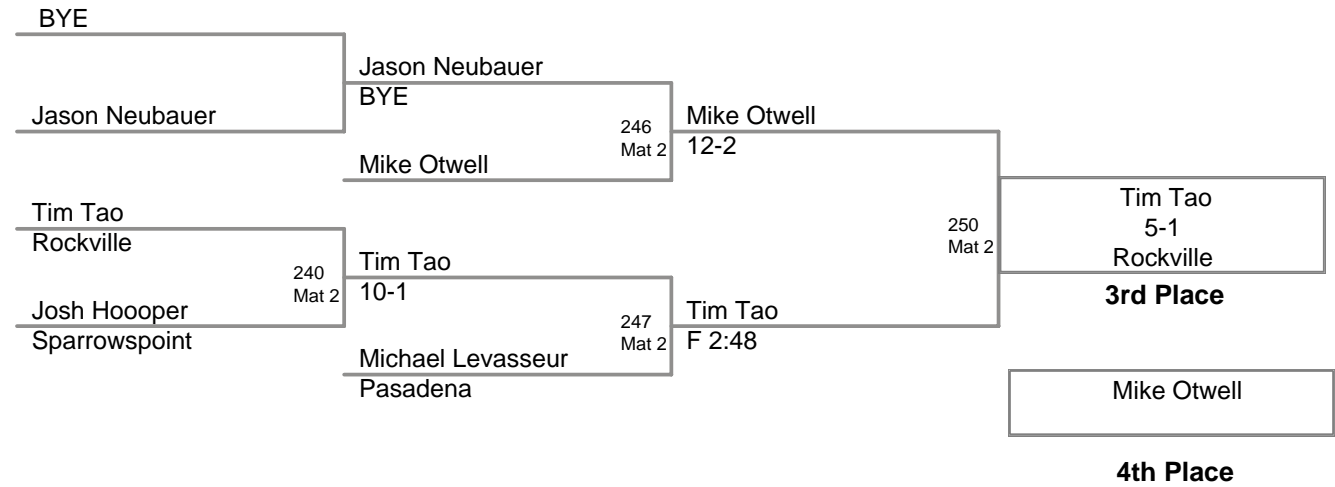 BYE
Jason Neubauer
Jason Neubauer
BYE
Mike Otwell
246
Mat 2
Mike Otwell
12-2
Tim Tao
Rockville
Josh Hoooper
Sparrowspoint
240
Mat 2
Tim Tao
10-1
Michael Levasseur
Pasadena
247
Mat 2
Tim Tao
F 2:48
250
Mat 2
Tim Tao
5-1
Rockville
3rd Place
Mike Otwell
4th Place